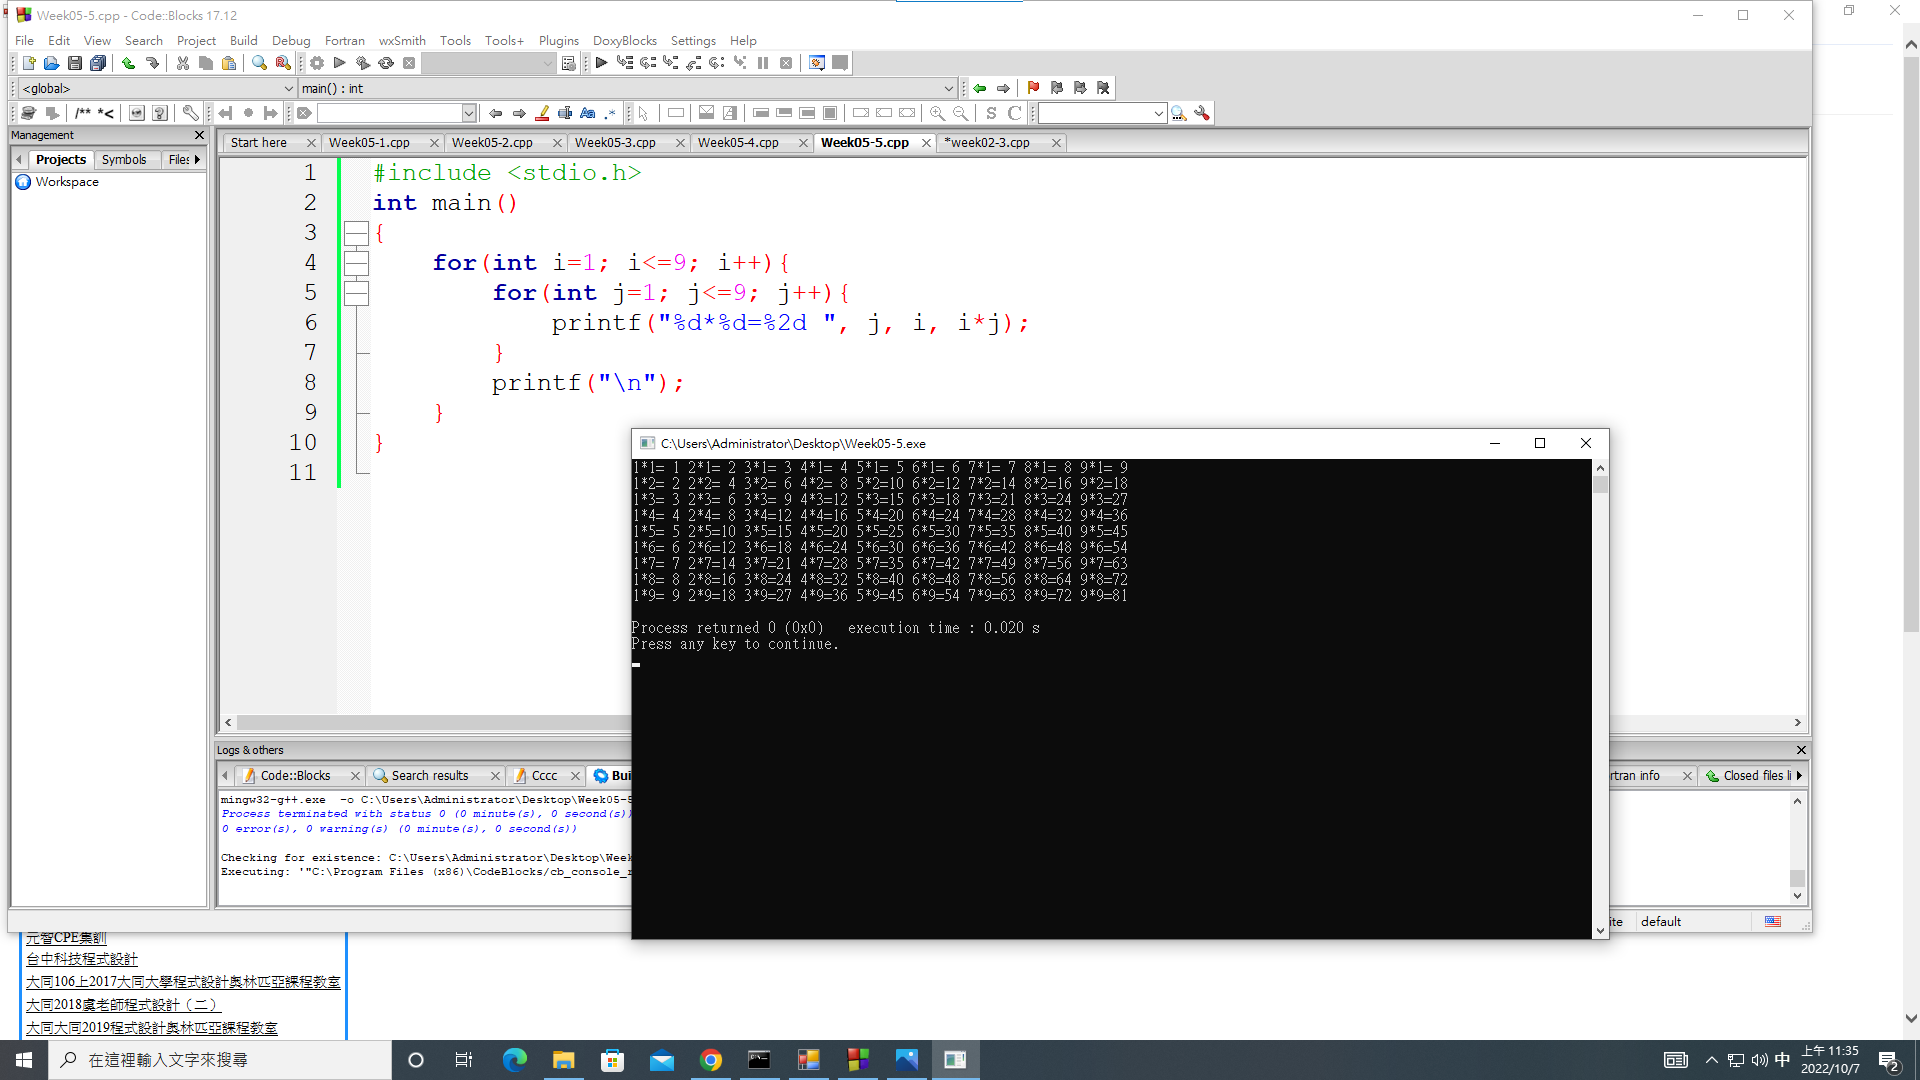 Week05-5.cpp - Code::Blocks 17.12
File Edit View Search Project Build Debug Fortran wxSmith Tools Tools+ Plugins DoxyBlocks Settings Help
<global> main() : int
/** *<
Management
Start here Week05-1.cpp Week05-2.cpp Week05-3.cpp Week05-4.cpp Week05-5.cpp *week02-3.cpp
Projects Symbols Files
Workspace
1 #include <stdio.h>
2 int main()
3 {
4 for(int i=1; i<=9; i++){
5 for(int j=1; j<=9; j++){
6 printf("%d*%d=%2d ", j, i, i*j);
7 }
8 printf("\n");
9 }
10 }
11
C:\Users\Administrator\Desktop\Week05-5.exe
1*1= 1 2*1= 2 3*1= 3 4*1= 4 5*1= 5 6*1= 6 7*1= 7 8*1= 8 9*1= 9
1*2= 2 2*2= 4 3*2= 6 4*2= 8 5*2=10 6*2=12 7*2=14 8*2=16 9*2=18
1*3= 3 2*3= 6 3*3= 9 4*3=12 5*3=15 6*3=18 7*3=21 8*3=24 9*3=27
1*4= 4 2*4= 8 3*4=12 4*4=16 5*4=20 6*4=24 7*4=28 8*4=32 9*4=36
1*5= 5 2*5=10 3*5=15 4*5=20 5*5=25 6*5=30 7*5=35 8*5=40 9*5=45
1*6= 6 2*6=12 3*6=18 4*6=24 5*6=30 6*6=36 7*6=42 8*6=48 9*6=54
1*7= 7 2*7=14 3*7=21 4*7=28 5*7=35 6*7=42 7*7=49 8*7=56 9*7=63
1*8= 8 2*8=16 3*8=24 4*8=32 5*8=40 6*8=48 7*8=56 8*8=64 9*8=72
1*9= 9 2*9=18 3*9=27 4*9=36 5*9=45 6*9=54 7*9=63 8*9=72 9*9=81
Process returned 0 (0x0) execution time : 0.020 s
Press any key to continue.
Logs & others
Code::Blocks Search results Cccc Bui rtran info Closed files li
mingw32-g++.exe -o C:\Users\Administrator\Desktop\Week05-5
Process terminated with status 0 (0 minute(s), 0 second(s))
0 error(s), 0 warning(s) (0 minute(s), 0 second(s))
Checking for existence: C:\Users\Administrator\Desktop\Week
Executing: '"C:\Program Files (x86)\CodeBlocks/cb_console_r
ite default
元智CPE集訓
台中科技程式設計
大同106上2017大同大學程式設計奧林匹亞課程教室
大同2018虞老師程式設計（二）
大同大同2019程式設計奧林匹亞課程教室
在這裡輸入文字來搜尋
中
上午 11:35
2022/10/7
2